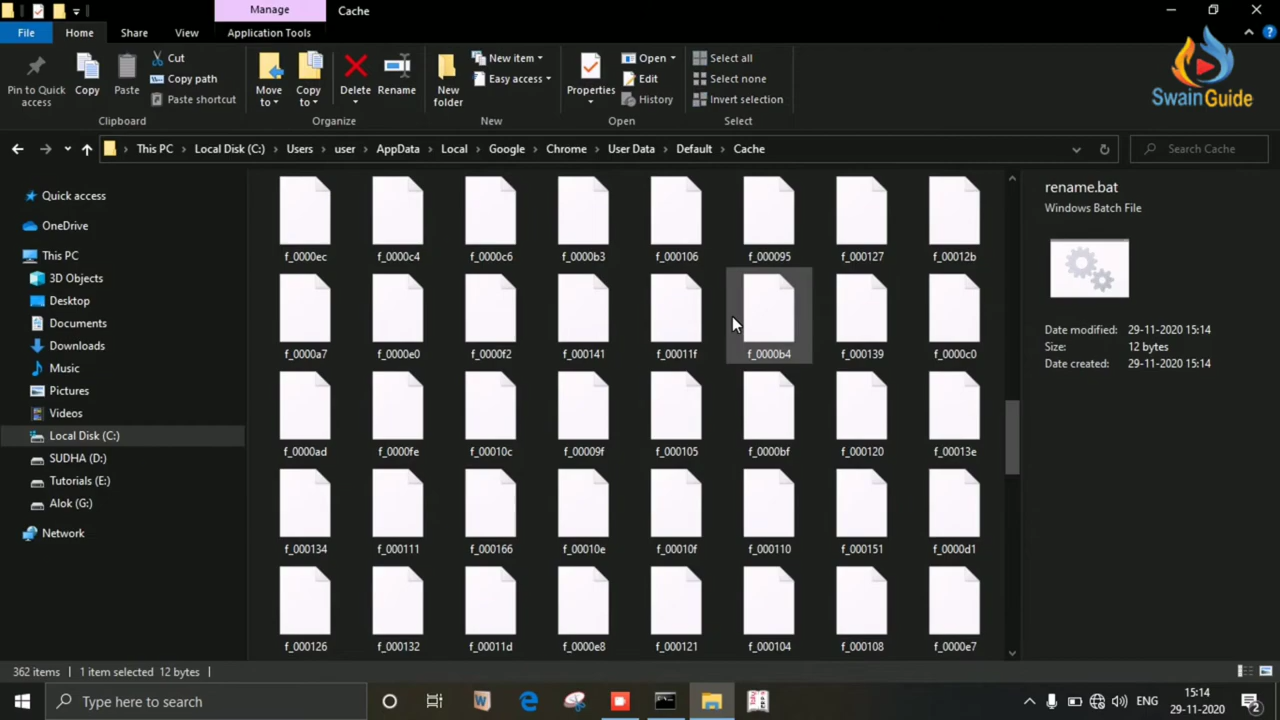 Manage
Cache
File
Home
Share
View
Application Tools
Pin to Quick access
Copy
Paste
Cut
Copy path
Paste shortcut
Clipboard
Move to
Copy to
Delete
Rename
Organize
New folder
New item
Easy access
New
Properties
Open
Edit
History
Open
Select all
Select none
Invert selection
Select
SwainGuide
This PC > Local Disk (C:) > Users > user > AppData > Local > Google > Chrome > User Data > Default > Cache
Search Cache
Quick access
OneDrive
This PC
3D Objects
Desktop
Documents
Downloads
Music
Pictures
Videos
Local Disk (C:)
SUDHA (D:)
Tutorials (E:)
Alok (G:)
Network
f_0000ec f_0000c4 f_0000c6 f_0000b3 f_000106 f_000095 f_000127 f_00012b
f_0000a7 f_0000e0 f_0000f2 f_000141 f_00011f f_0000b4 f_000139 f_0000c0
f_0000ad f_0000fe f_00010c f_00009f f_000105 f_0000bf f_000120 f_00013e
f_000134 f_000111 f_000166 f_00010e f_00010f f_000110 f_000151 f_0000d1
f_000126 f_000132 f_00011d f_0000e8 f_000121 f_000104 f_000108 f_0000e7
rename.bat
Windows Batch File
Date modified: 29-11-2020 15:14
Size: 12 bytes
Date created: 29-11-2020 15:14
362 items
1 item selected 12 bytes
Type here to search
ENG
15:14
29-11-2020
2